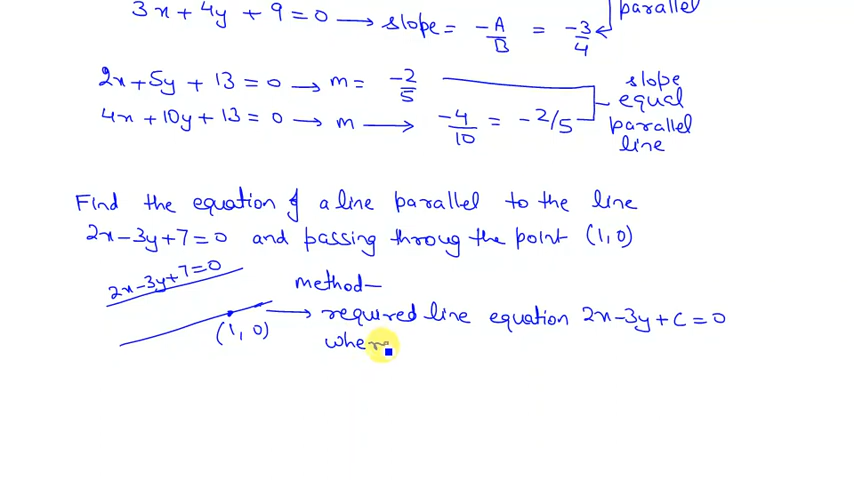 parallel
3x + 4y + 9 = 0 → slope = -A/B = -3/4
2x + 5y + 13 = 0 → m = -2/5
4x + 10y + 13 = 0 → m → -4/10 = -2/5
slope
equal
parallel
line
Find the equation of a line parallel to the line
2x - 3y + 7 = 0 and passing throug the point (1, 0)
2x - 3y + 7 = 0
(1, 0)
method-
→ required line equation 2x - 3y + c = 0
wher